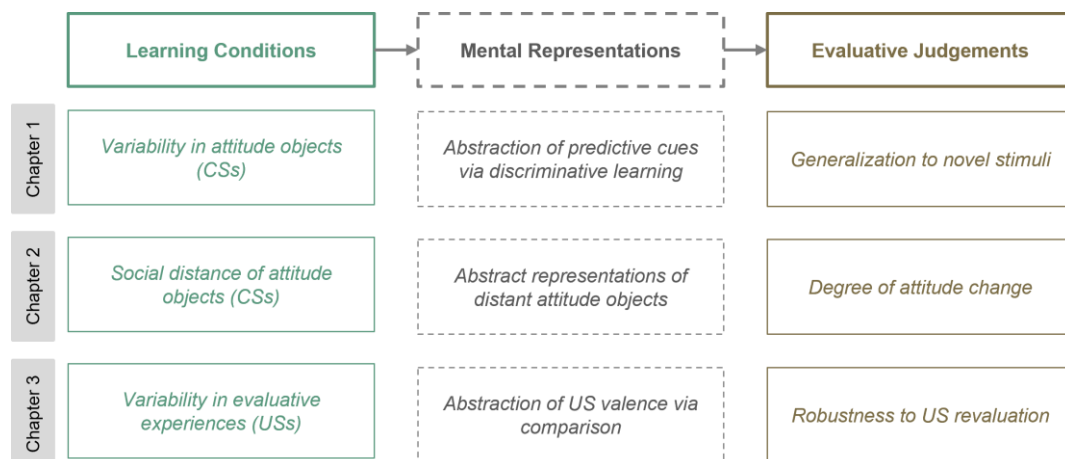 Learning Conditions
Mental Representations
Evaluative Judgements
Chapter 1
Variability in attitude objects
(CSs)
Abstraction of predictive cues
via discriminative learning
Generalization to novel stimuli
Chapter 2
Social distance of attitude
objects (CSs)
Abstract representations of
distant attitude objects
Degree of attitude change
Chapter 3
Variability in evaluative
experiences (USs)
Abstraction of US valence via
comparison
Robustness to US revaluation